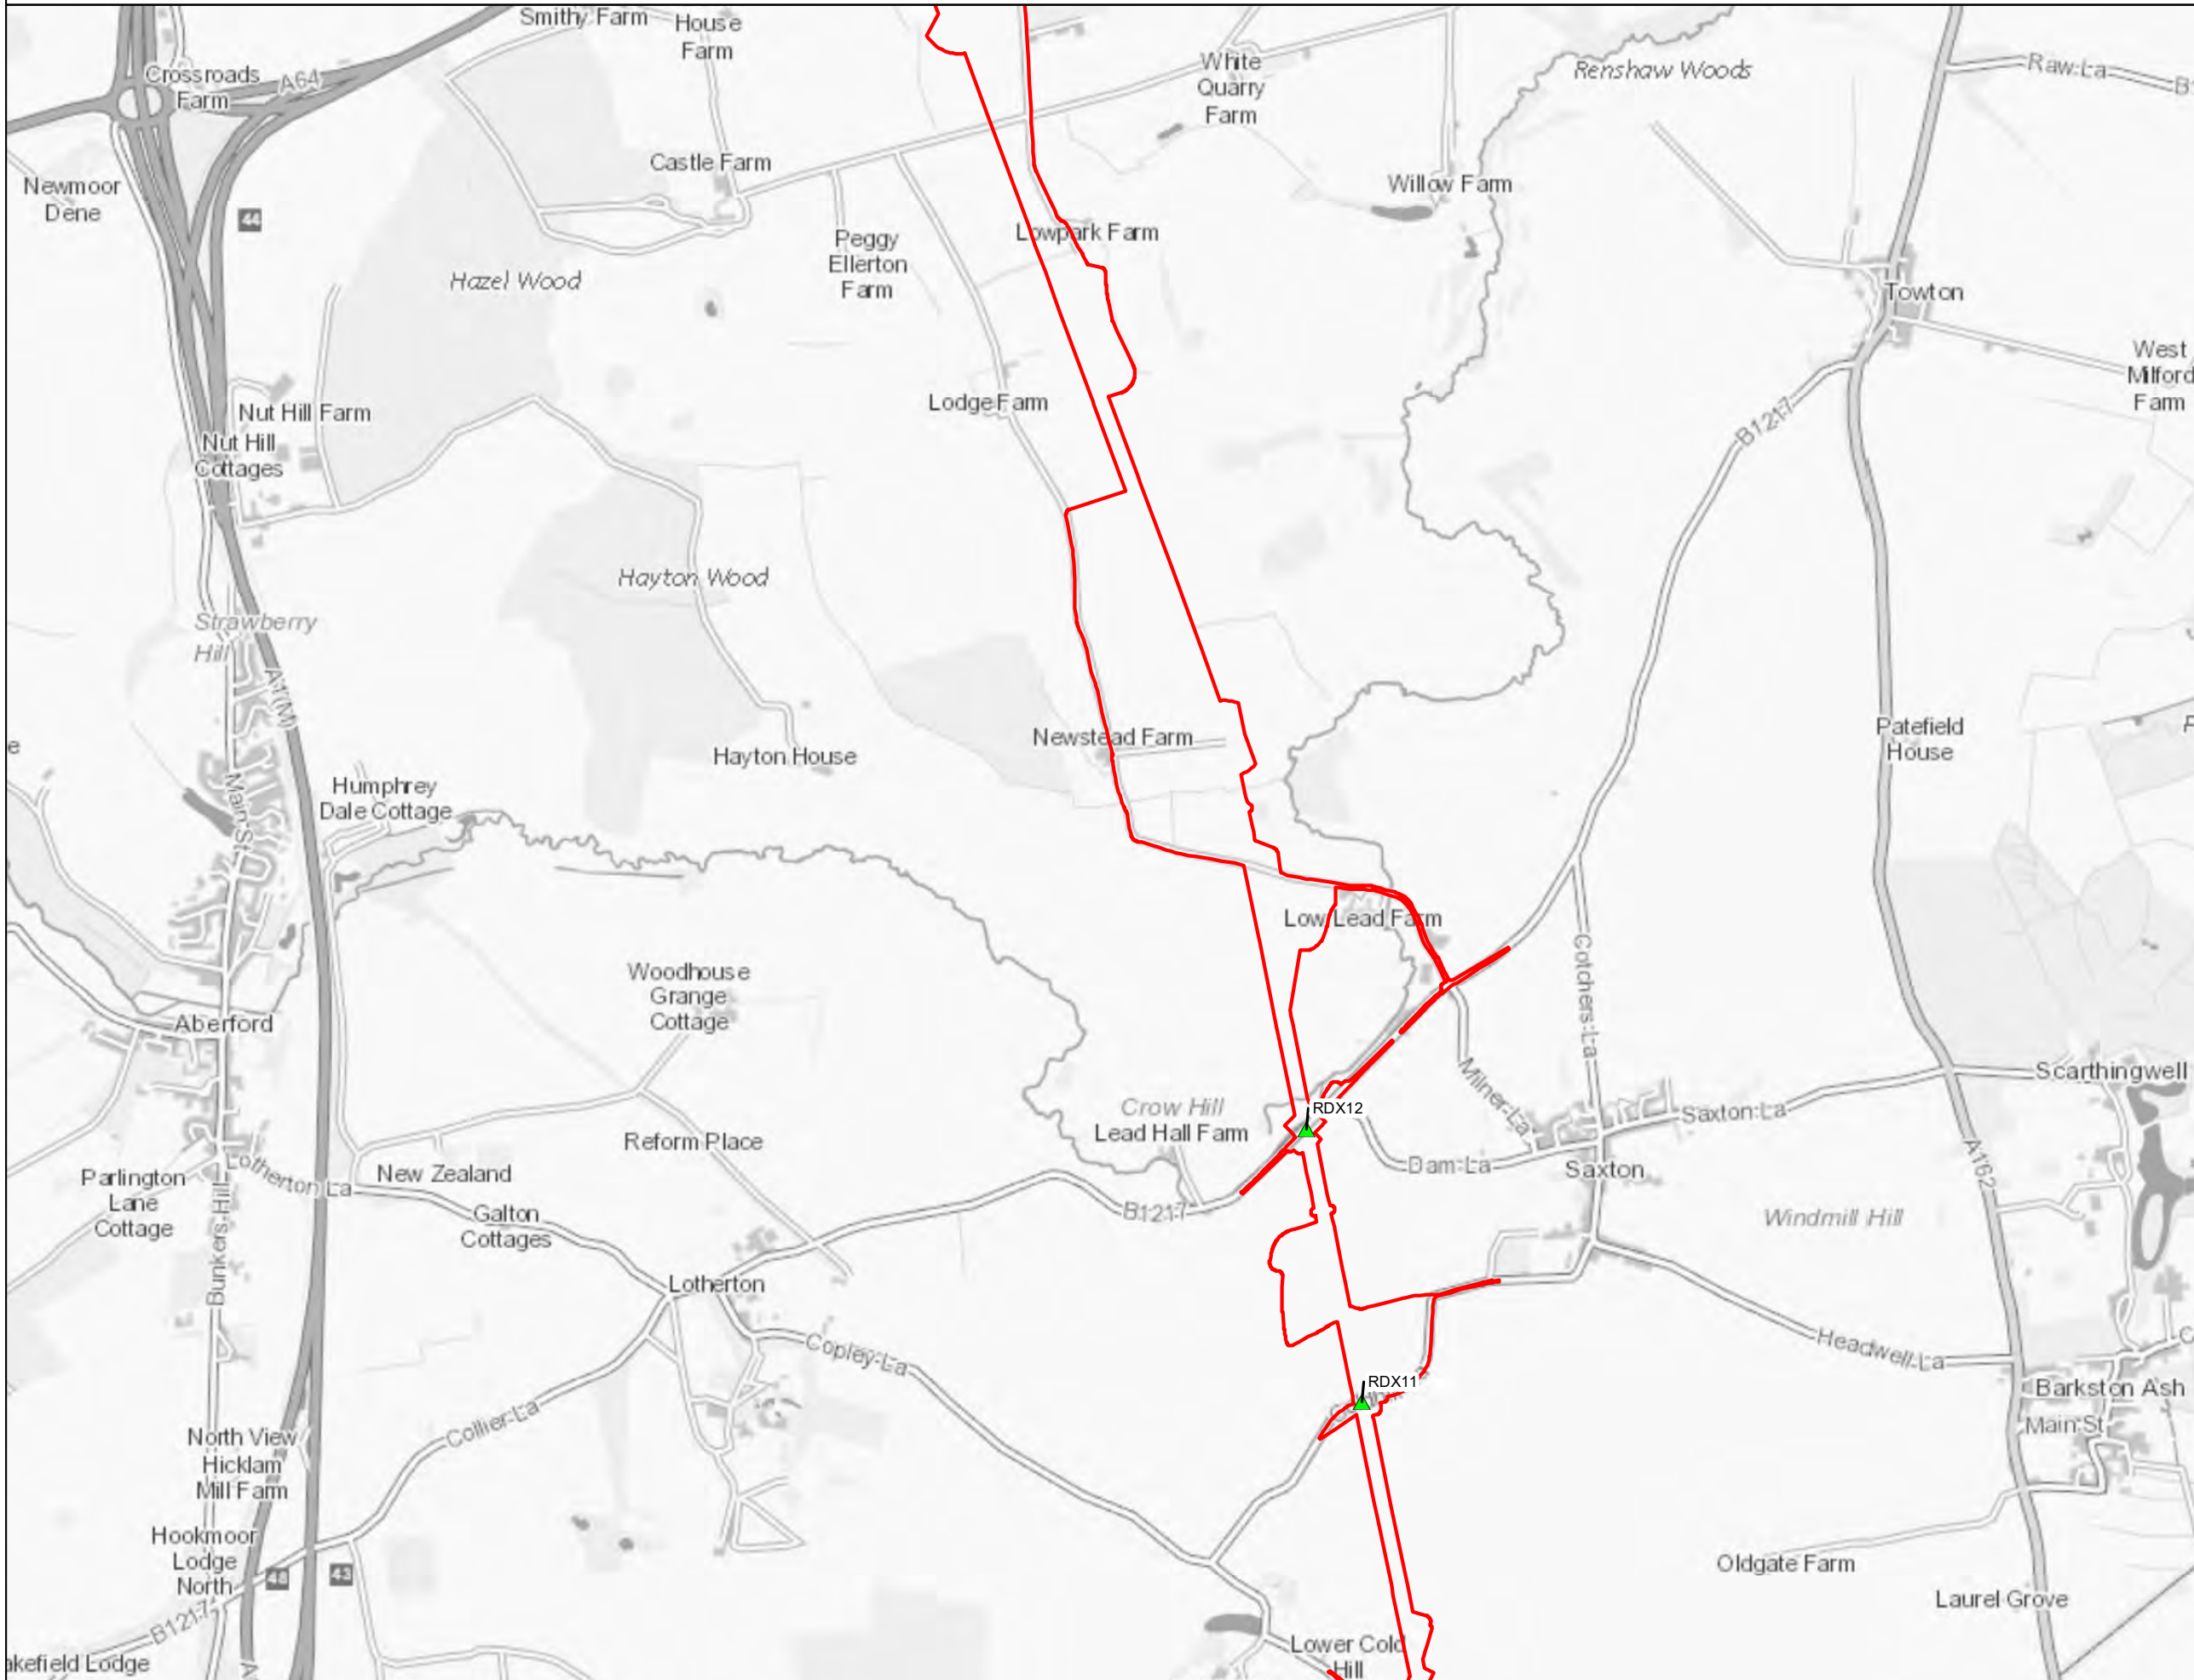 Smithy Farm
House
Farm
Crossroads
Farm
A64
White
Quarry
Farm
Renshaw Woods
Raw La
Castle Farm
Newmoor
Dene
Willow Farm
44
Peggy
Ellerton
Farm
Lowpark Farm
Hazel Wood
Towton
West
Milford
Farm
Nut Hill Farm
Nut Hill
Cottages
Lodge Farm
B1217
Hayton Wood
Strawberry
Hill
A1(M)
Newstead Farm
Hayton House
Patefield
House
Humphrey
Dale Cottage
Main St
Low Lead Farm
Cotchers La
Woodhouse
Grange
Cottage
Aberford
Milner La
Scarthingwell
Crow Hill
Lead Hall Farm
RDX12
Saxton La
Reform Place
Dam La
Saxton
A162
Lotherton La
New Zealand
Parlington
Lane
Cottage
Bunkers Hill
Galton
Cottages
B1217
Windmill Hill
Lotherton
Copley La
Headwell La
RDX11
Barkston Ash
Main St
Collier La
North View
Hicklam
Mill Farm
Hookmoor
Lodge
North
48
43
Oldgate Farm
Laurel Grove
B1217
akefield Lodge
Lower Cold
Hill